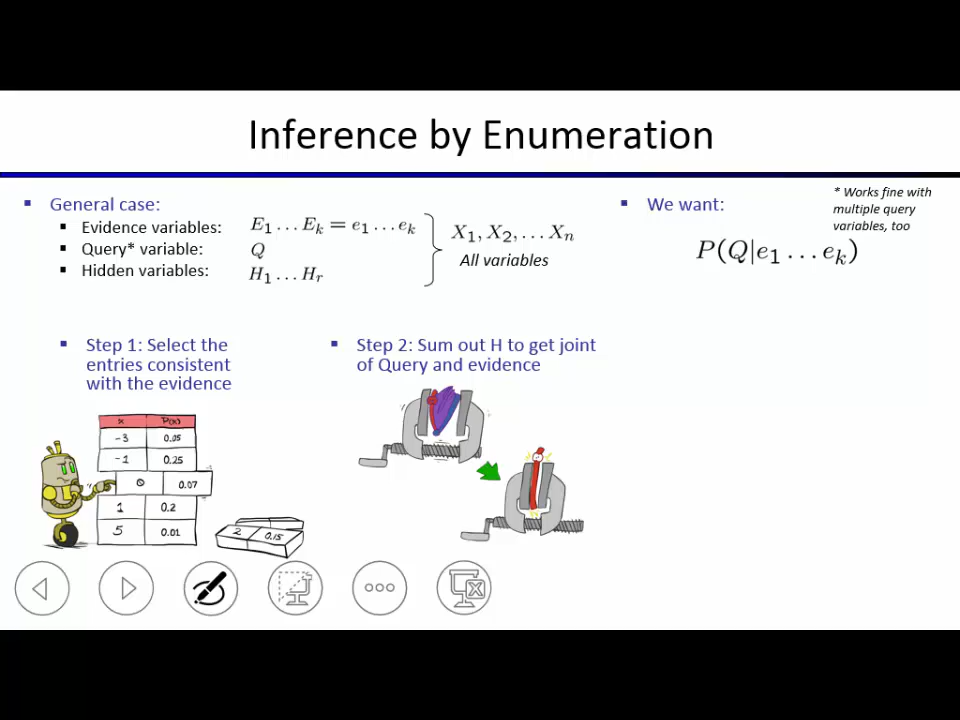 Inference by Enumeration
General case:
Evidence variables: E₁ … Eₖ = e₁ … eₖ
Query* variable: Q
Hidden variables: H₁ … Hᵣ
X₁, X₂, … Xₙ
All variables
We want:
* Works fine with
multiple query
variables, too
P(Q|e₁ … eₖ)
Step 1: Select the
entries consistent
with the evidence
Step 2: Sum out H to get joint
of Query and evidence
x P(x)
-3 0.05
-1 0.25
0 0.07
1 0.2
5 0.01
2 0.15